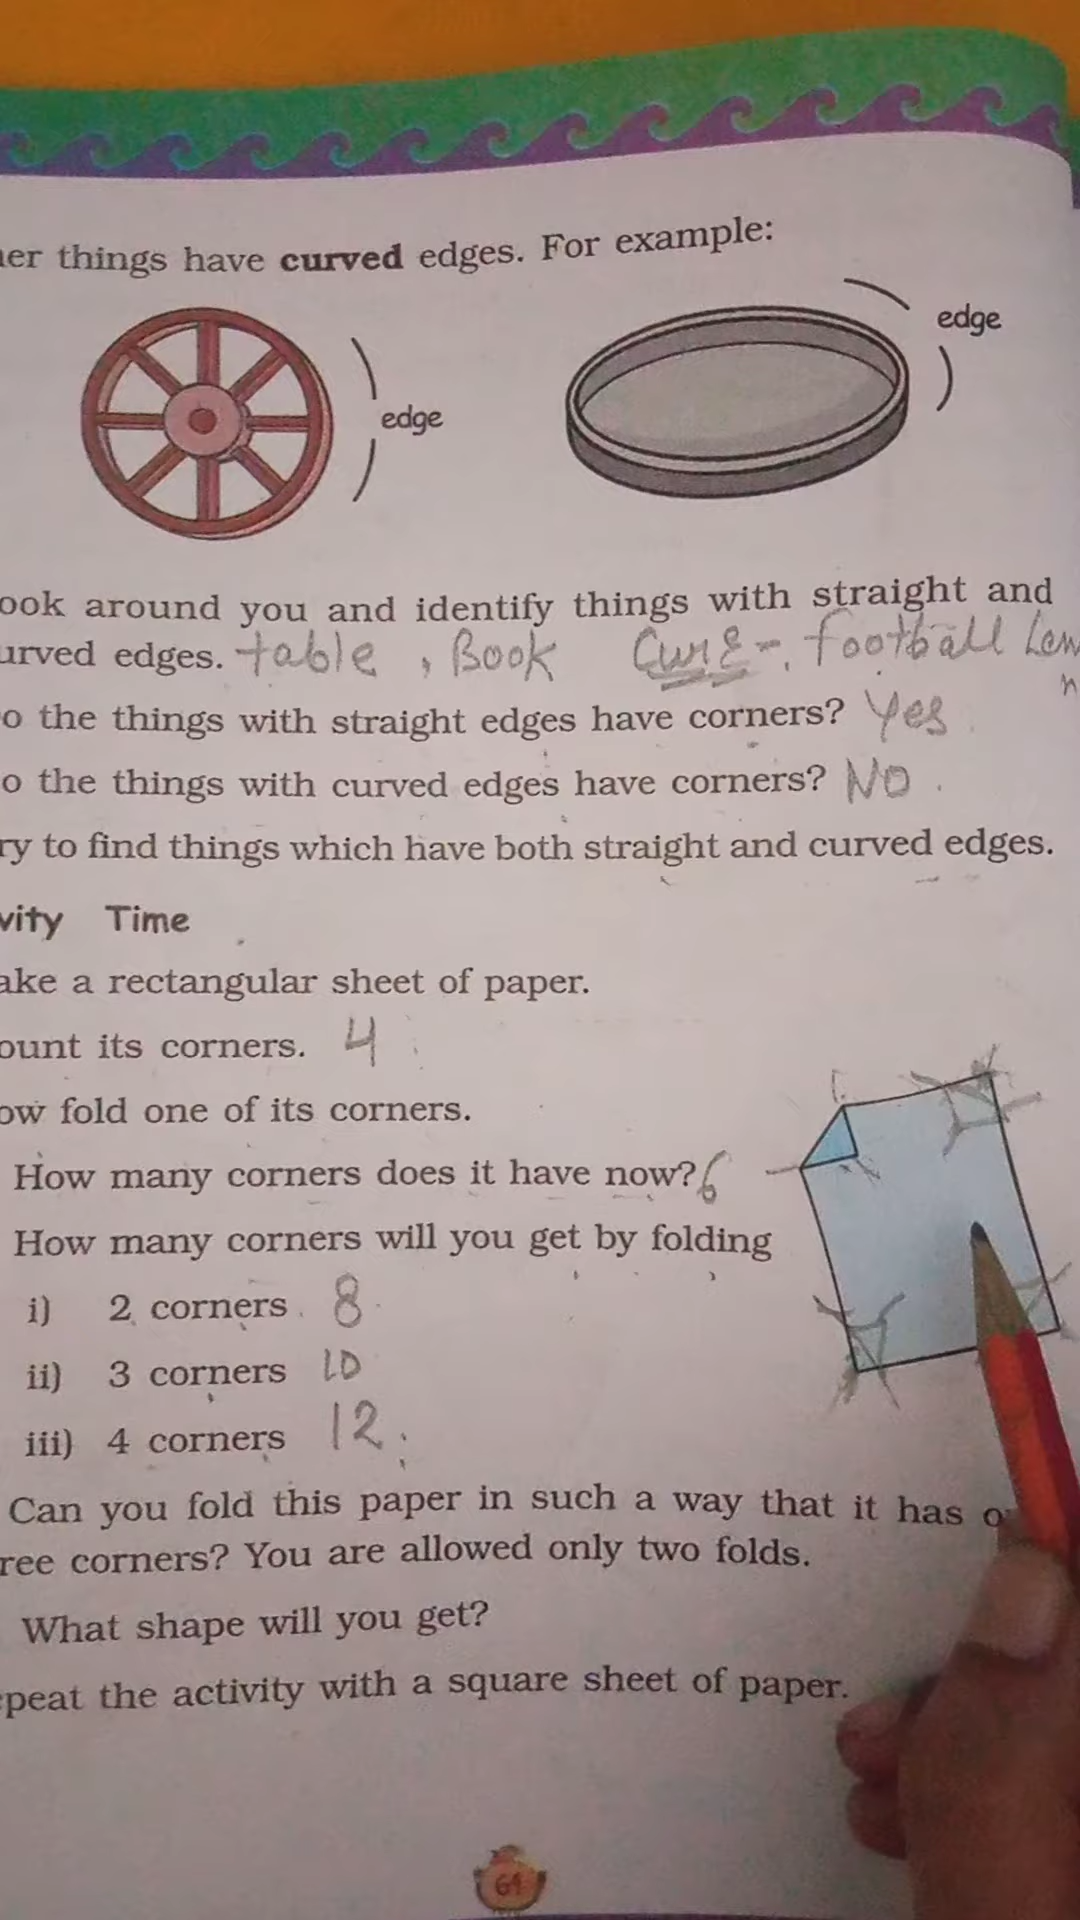 er things have curved edges. For example:
edge
edge
ook around you and identify things with straight and
urved edges. table , Book football
o the things with straight edges have corners? Yes
o the things with curved edges have corners? NO .
ry to find things which have both straight and curved edges.
vity Time
ake a rectangular sheet of paper.
ount its corners. 4
ow fold one of its corners.
How many corners does it have now? 6
How many corners will you get by folding
i) 2 corners 8
ii) 3 corners 10
iii) 4 corners 12.
Can you fold this paper in such a way that it has
ree corners? You are allowed only two folds.
What shape will you get?
peat the activity with a square sheet of paper.